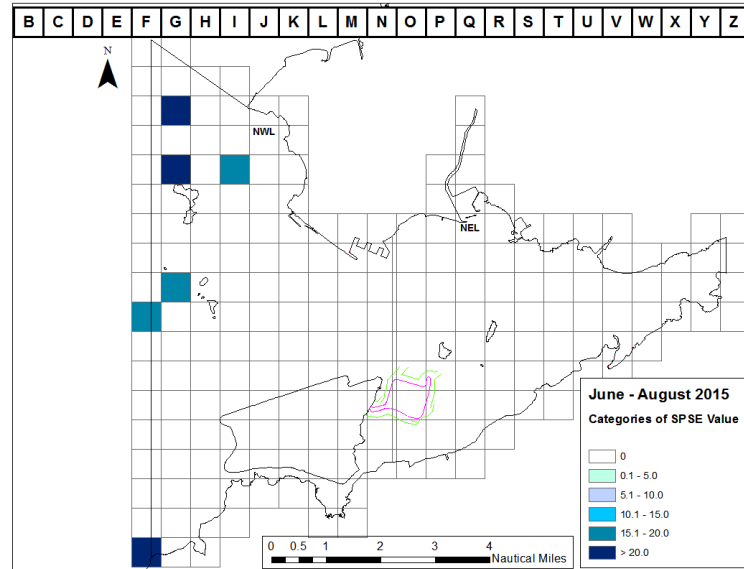 B C D E F G H I J K L M N O P Q R S T U V W X Y Z
N
NWL
NEL
June - August 2015
Categories of SPSE Value
0
0.1 - 5.0
5.1 - 10.0
10.1 - 15.0
15.1 - 20.0
> 20.0
0 0.5 1 2 3 4
Nautical Miles